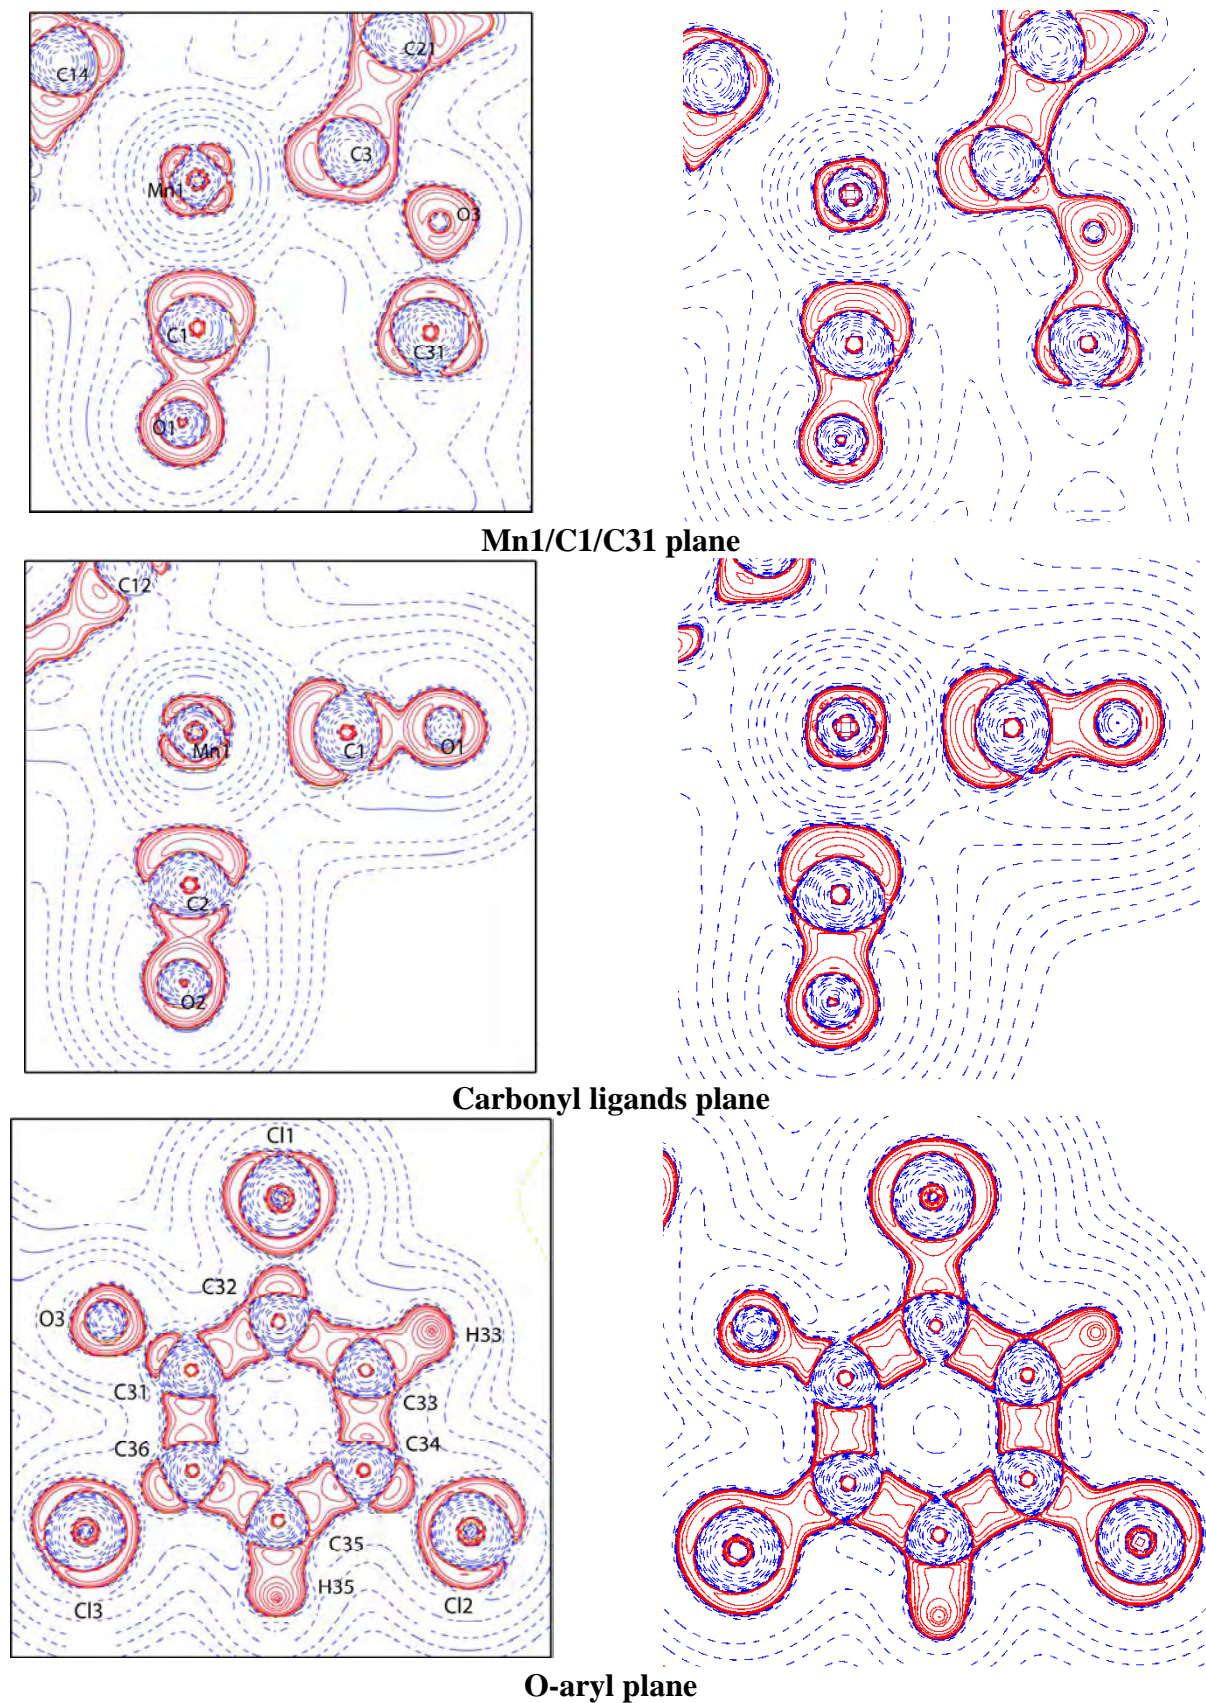 C14
C21
C3
Mn1
O3
C1
C31
O1
Mn1/C1/C31 plane
C12
Mn1
C1
O1
C2
O2
Carbonyl ligands plane
Cl1
C32
O3
H33
C31
C33
C36
C34
C35
H35
Cl3
Cl2
O-aryl plane